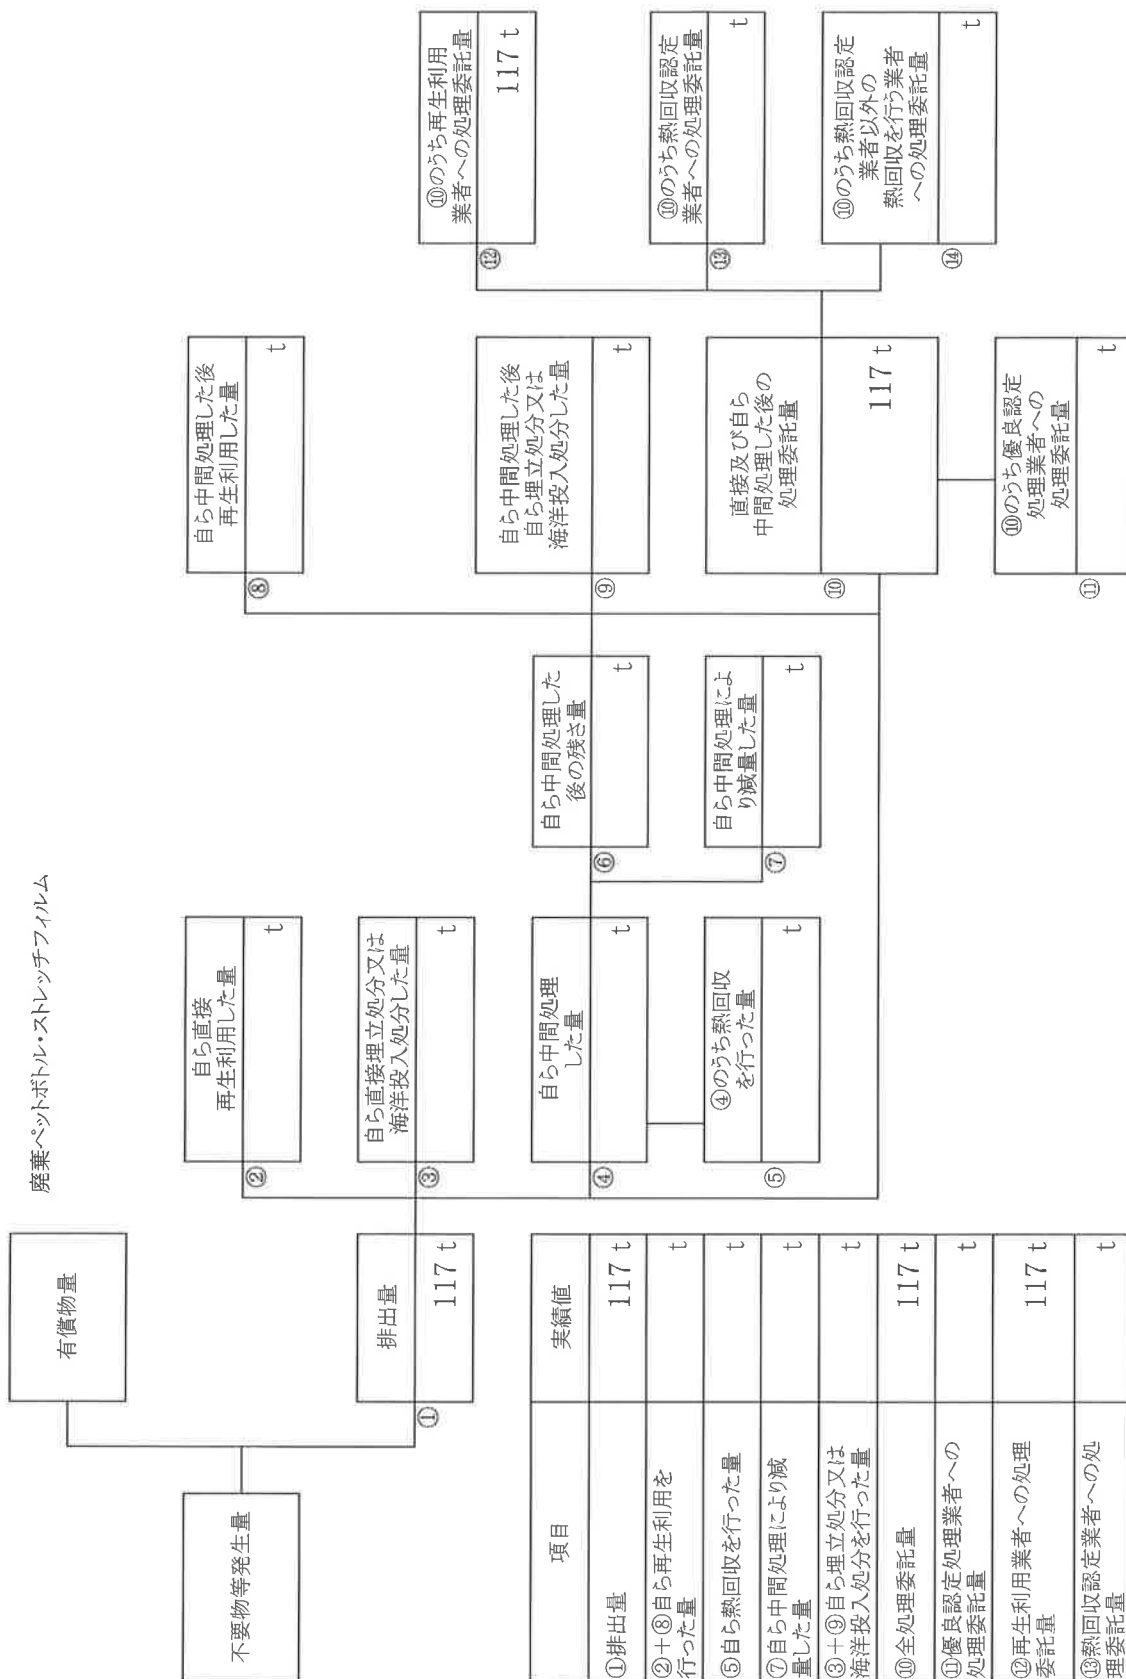 廃棄ペットボトル・ストレッチフィルム
有償物量
不要物等発生量
①
排出量
117 t
②
自ら直接
再生利用した量
t
③
自ら直接埋立処分又は
海洋投入処分した量
t
④
自ら中間処理
した量
t
⑤
④のうち熱回収
を行った量
t
⑥
自ら中間処理した
後の残さ量
t
⑦
自ら中間処理によ
り減量した量
t
⑧
自ら中間処理した後
再生利用した量
t
⑨
自ら中間処理した後
自ら埋立処分又は
海洋投入処分した量
t
⑩
直接及び自ら
中間処理した後の
処理委託量
117 t
⑪
⑩のうち優良認定
処理業者への
処理委託量
t
⑫
⑩のうち再生利用
業者への処理委託量
117 t
⑬
⑩のうち熱回収認定
業者への処理委託量
t
⑭
⑩のうち熱回収認定
業者以外の
熱回収を行う業者
への処理委託量
t
項目 実績値
①排出量 117 t
②+⑧自ら再生利用を
行った量 t
⑤自ら熱回収を行った量 t
⑦自ら中間処理により減
量した量 t
③+⑨自ら埋立処分又は
海洋投入処分を行った量 t
⑩全処理委託量 117 t
⑪優良認定処理業者への
処理委託量 t
⑫再生利用業者への処理
委託量 117 t
⑬熱回収認定業者への処
理委託量 t